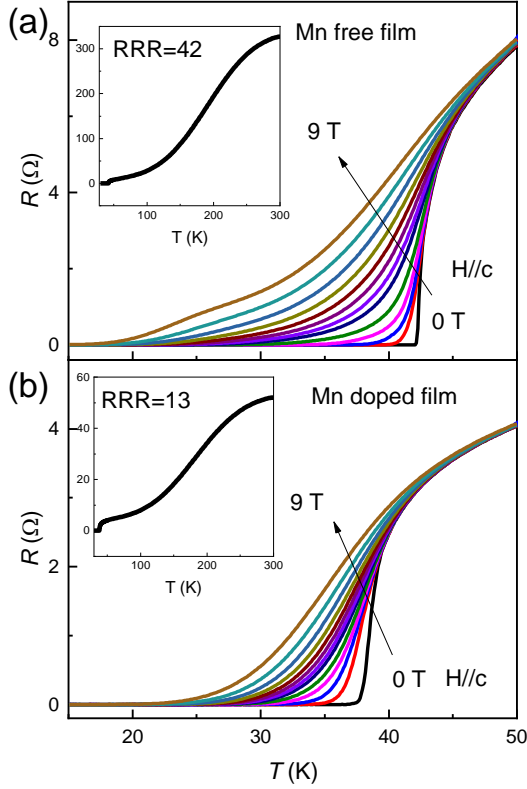 (a)
Mn free film
RRR=42
300
200
100
0
100
200
300
T (K)
8
4
0
R (Ω)
9 T
H//c
0 T
(b)
Mn doped film
RRR=13
60
40
20
0
100
200
300
T (K)
4
2
0
R (Ω)
9 T
0 T H//c
20
30
40
50
T (K)